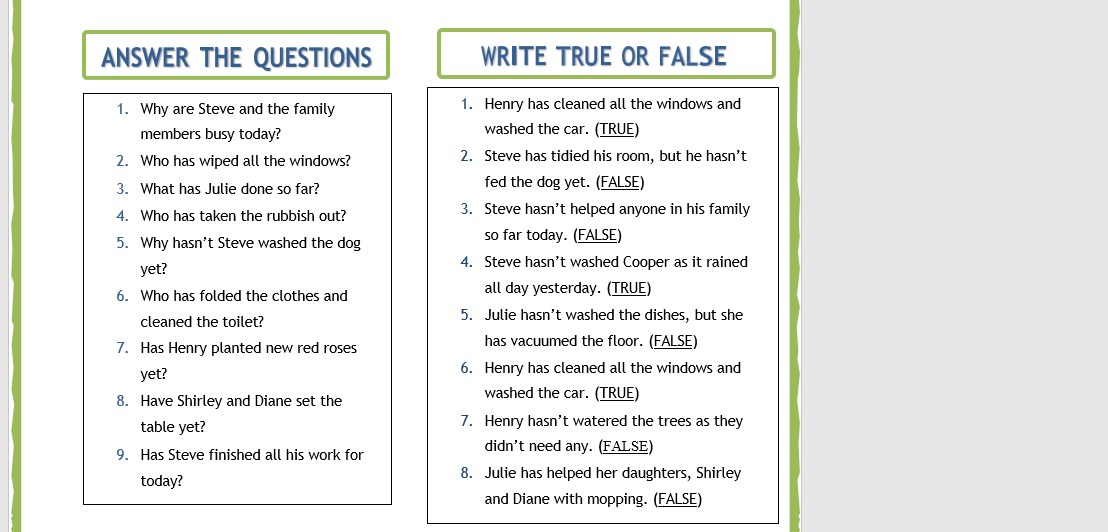 ANSWER THE QUESTIONS
1. Why are Steve and the family
members busy today?
2. Who has wiped all the windows?
3. What has Julie done so far?
4. Who has taken the rubbish out?
5. Why hasn’t Steve washed the dog
yet?
6. Who has folded the clothes and
cleaned the toilet?
7. Has Henry planted new red roses
yet?
8. Have Shirley and Diane set the
table yet?
9. Has Steve finished all his work for
today?
WRITE TRUE OR FALSE
1. Henry has cleaned all the windows and
washed the car. (TRUE)
2. Steve has tidied his room, but he hasn’t
fed the dog yet. (FALSE)
3. Steve hasn’t helped anyone in his family
so far today. (FALSE)
4. Steve hasn’t washed Cooper as it rained
all day yesterday. (TRUE)
5. Julie hasn’t washed the dishes, but she
has vacuumed the floor. (FALSE)
6. Henry has cleaned all the windows and
washed the car. (TRUE)
7. Henry hasn’t watered the trees as they
didn’t need any. (FALSE)
8. Julie has helped her daughters, Shirley
and Diane with mopping. (FALSE)